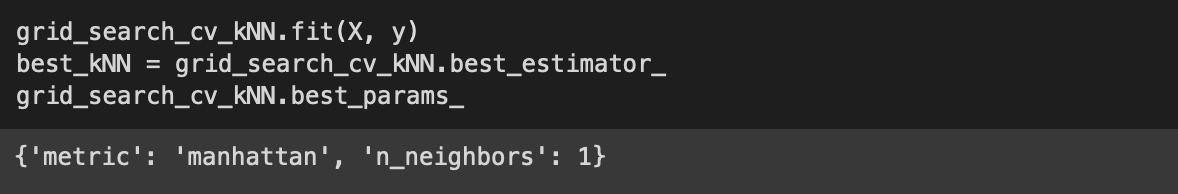 grid_search_cv_kNN.fit(X, y)
best_kNN = grid_search_cv_kNN.best_estimator_
grid_search_cv_kNN.best_params_
{'metric': 'manhattan', 'n_neighbors': 1}